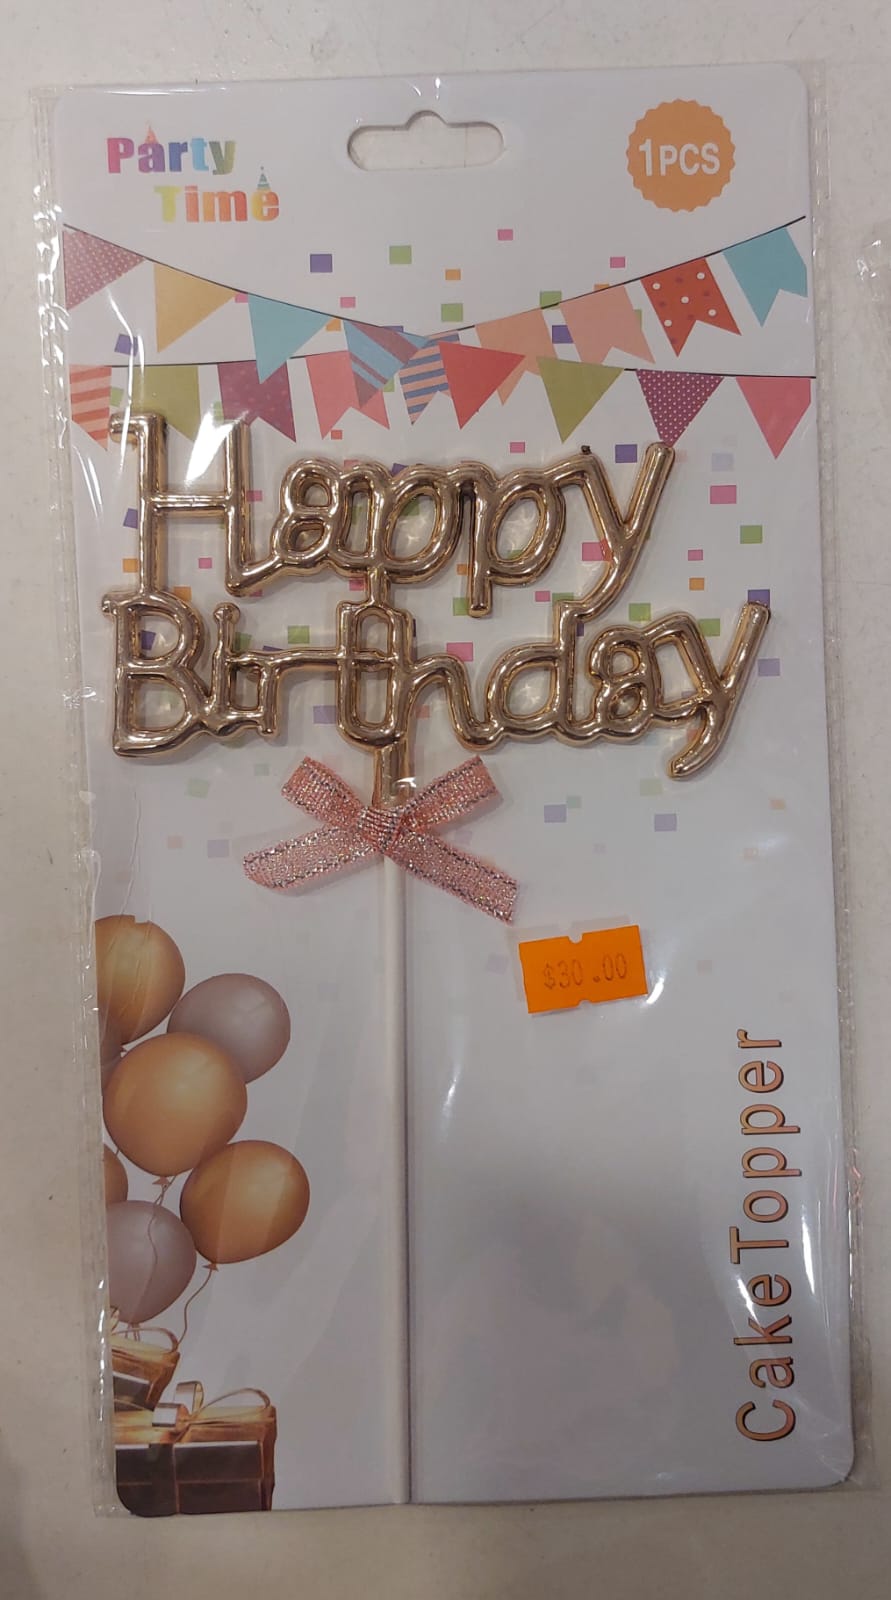 Party
Time
1PCS
Happy
Birthday
$30.00
CakeTopper